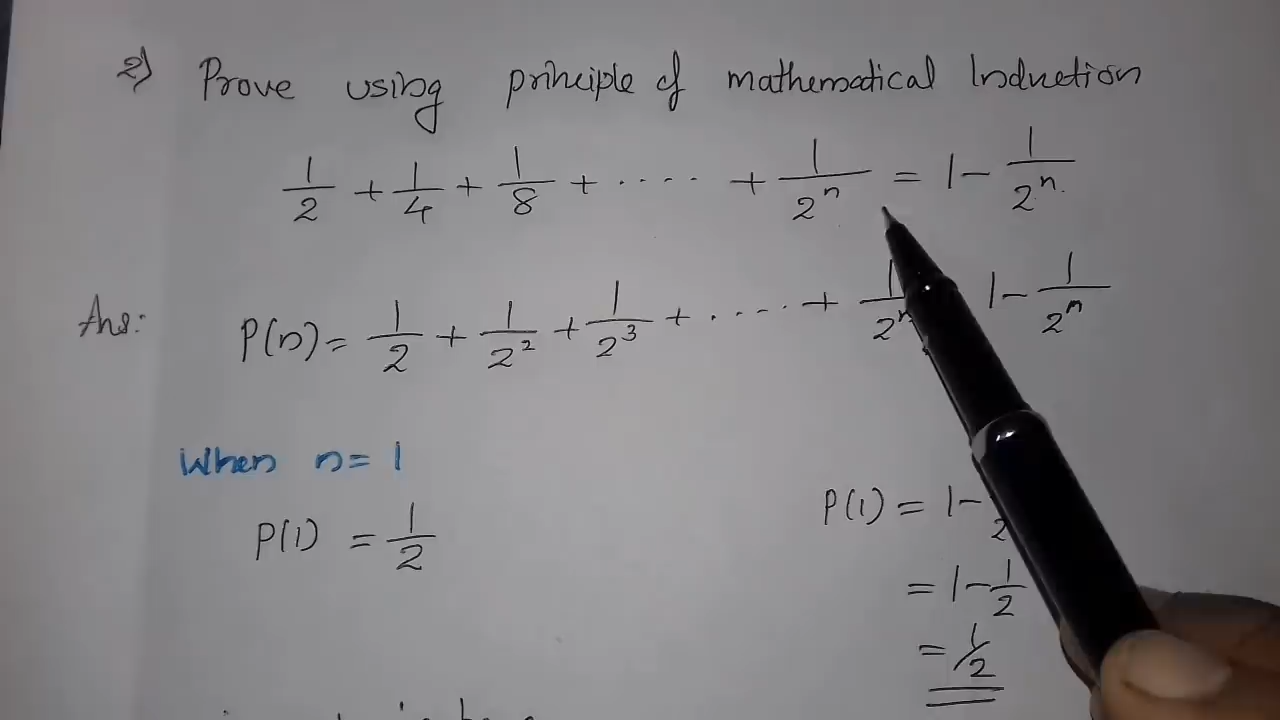 2) Prove using principle of mathematical Induction
1/2 + 1/4 + 1/8 + ..... + 1/2^n = 1 - 1/2^n.
Ans: P(n) = 1/2 + 1/2^2 + 1/2^3 + ..... + 1/2^n 1 - 1/2^n
When n = 1
P(1) = 1/2 P(1) = 1 - 1/2
= 1 - 1/2
= 1/2